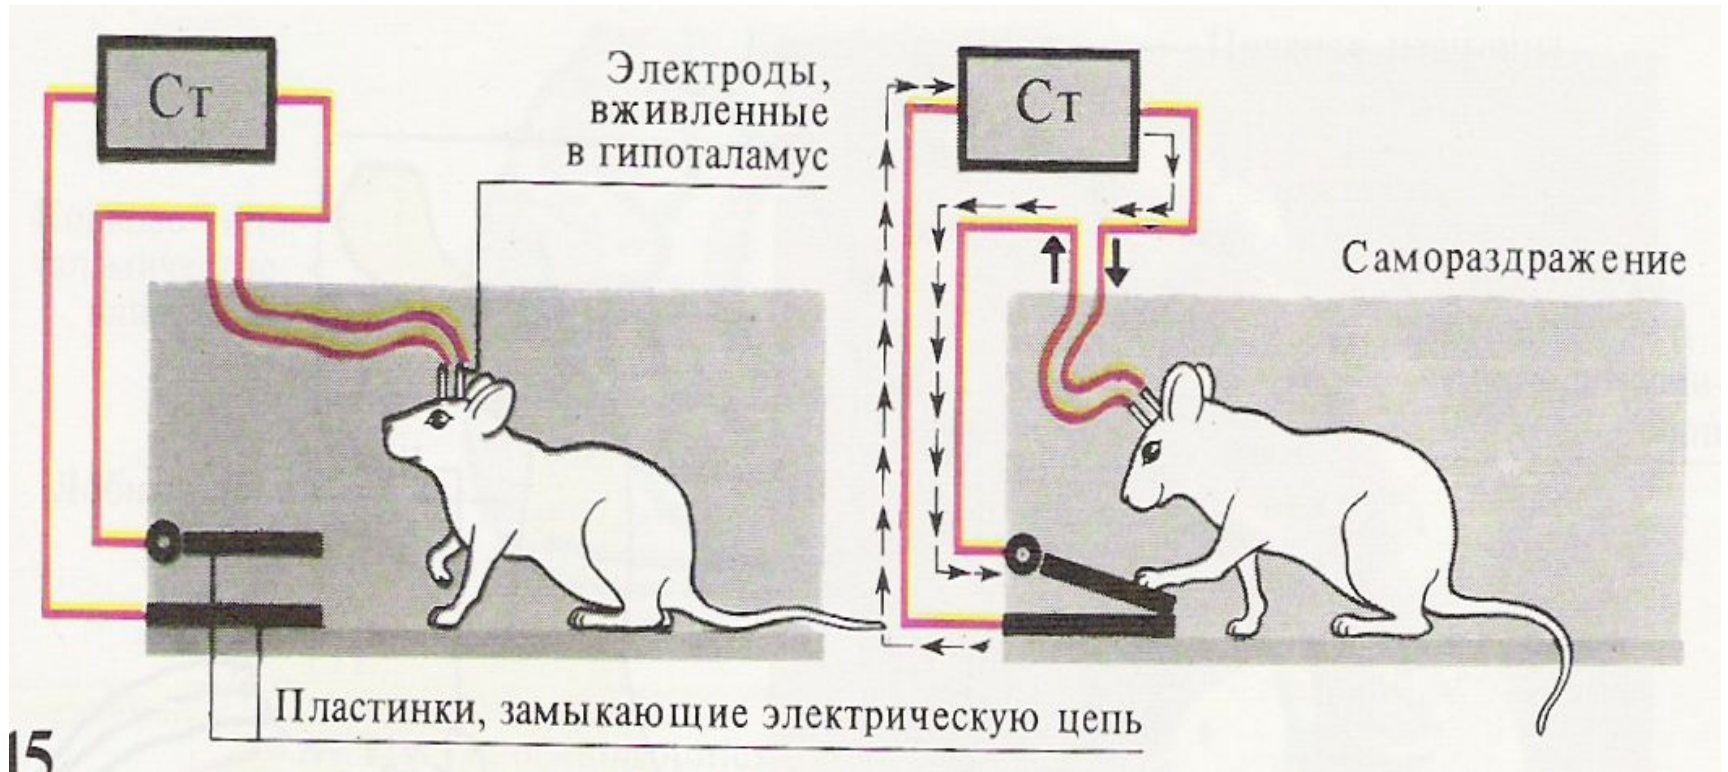 Ст
Электроды,
вживленные
в гипоталамус
Ст
Самораздражение
Пластинки, замыкающие электрическую цепь
15